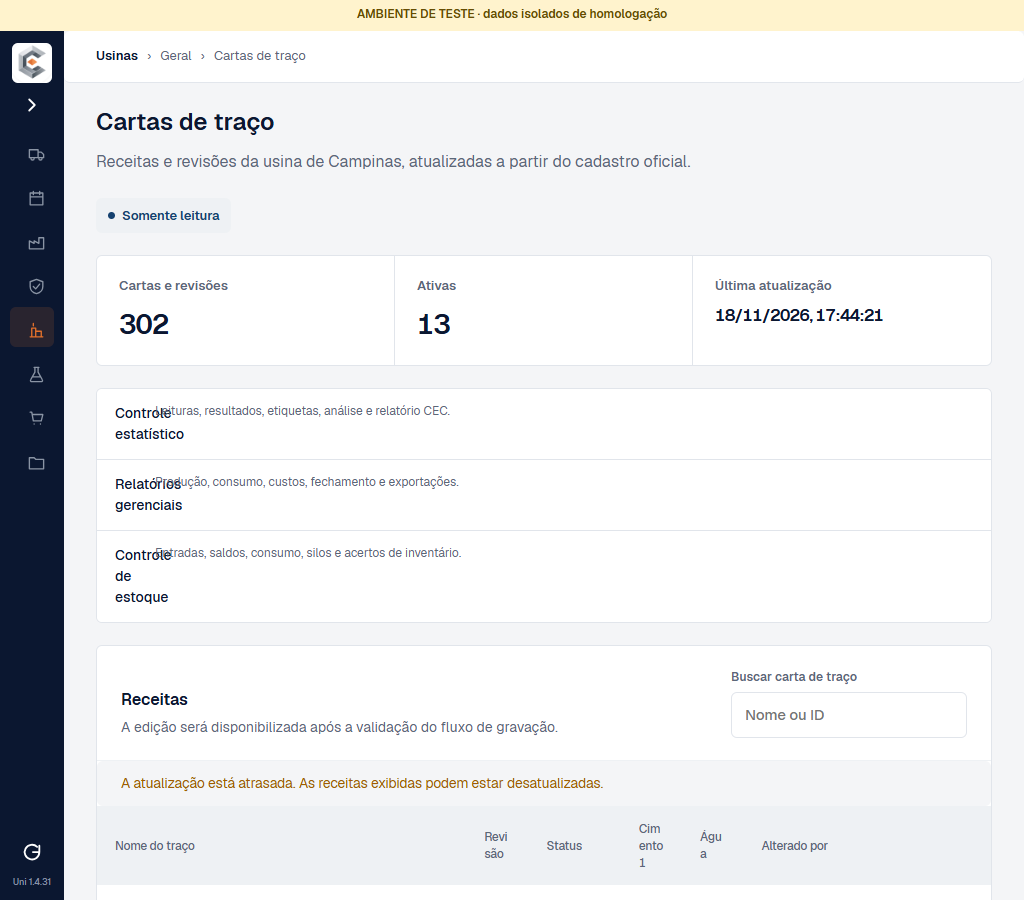 AMBIENTE DE TESTE · dados isolados de homologação
Usinas › Geral › Cartas de traço
Cartas de traço
Receitas e revisões da usina de Campinas, atualizadas a partir do cadastro oficial.
Somente leitura
Cartas e revisões
302
Ativas
13
Última atualização
18/11/2026, 17:44:21
Controle
estatístico
Leituras, resultados, etiquetas, análise e relatório CEC.
Relatórios
gerenciais
Produção, consumo, custos, fechamento e exportações.
Controle
de
estoque
Entradas, saldos, consumo, silos e acertos de inventário.
Receitas
A edição será disponibilizada após a validação do fluxo de gravação.
Buscar carta de traço
Nome ou ID
A atualização está atrasada. As receitas exibidas podem estar desatualizadas.
Nome do traço
Revi
são
Status
Cim
ento
1
Águ
a
Alterado por
Uni 1.4.31